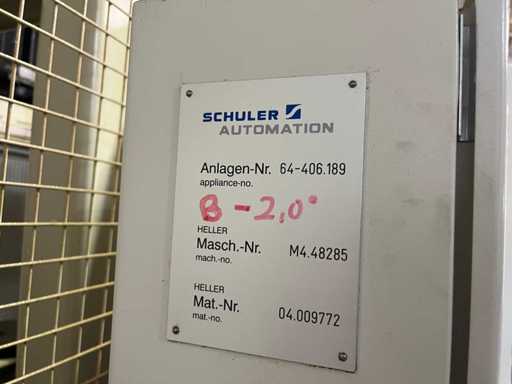 SCHULER
AUTOMATION
Anlagen-Nr. 64-406.189
appliance-no.
B-2,0°
HELLER
Masch.-Nr. M4.48285
mach.-no.
HELLER
Mat.-Nr. 04.009772
mat.-no.